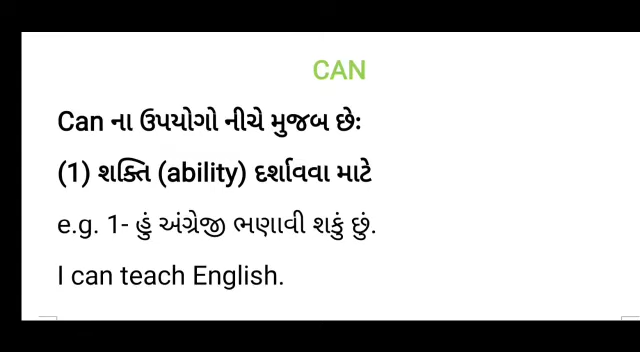 CAN
Can ના ઉપયોગો નીચે મુજબ છેઃ
(1) શક્તિ (ability) દર્શાવવા માટે
e.g. 1- હું અંગ્રેજી ભણાવી શકું છું.
I can teach English.